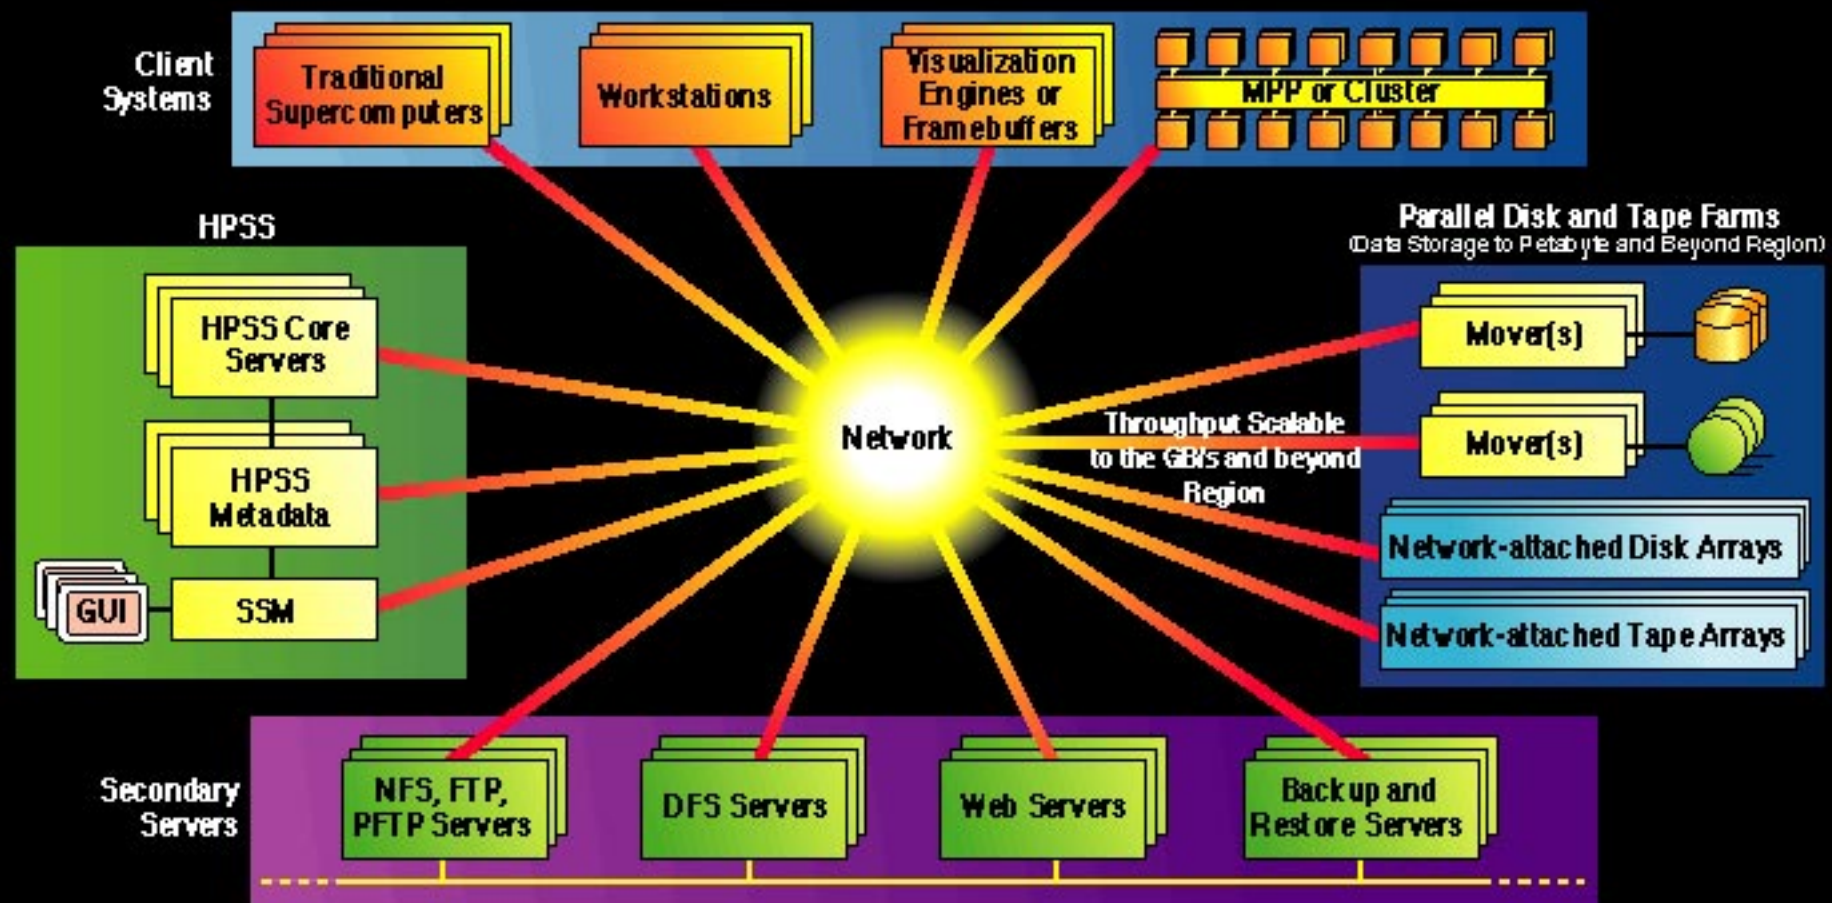 Client
Systems
Traditional
Supercomputers
Workstations
Visualization
Engines or
Framebuffers
MPP or Cluster
HPSS
HPSS Core
Servers
HPSS
Metadata
GUI
SSM
Network
Throughput Scalable
to the GB/s and beyond
Region
Parallel Disk and Tape Farms
(Data Storage to Petabyte and Beyond Region)
Mover(s)
Mover(s)
Network-attached Disk Arrays
Network-attached Tape Arrays
Secondary
Servers
NFS, FTP,
PFTP Servers
DFS Servers
Web Servers
Backup and
Restore Servers